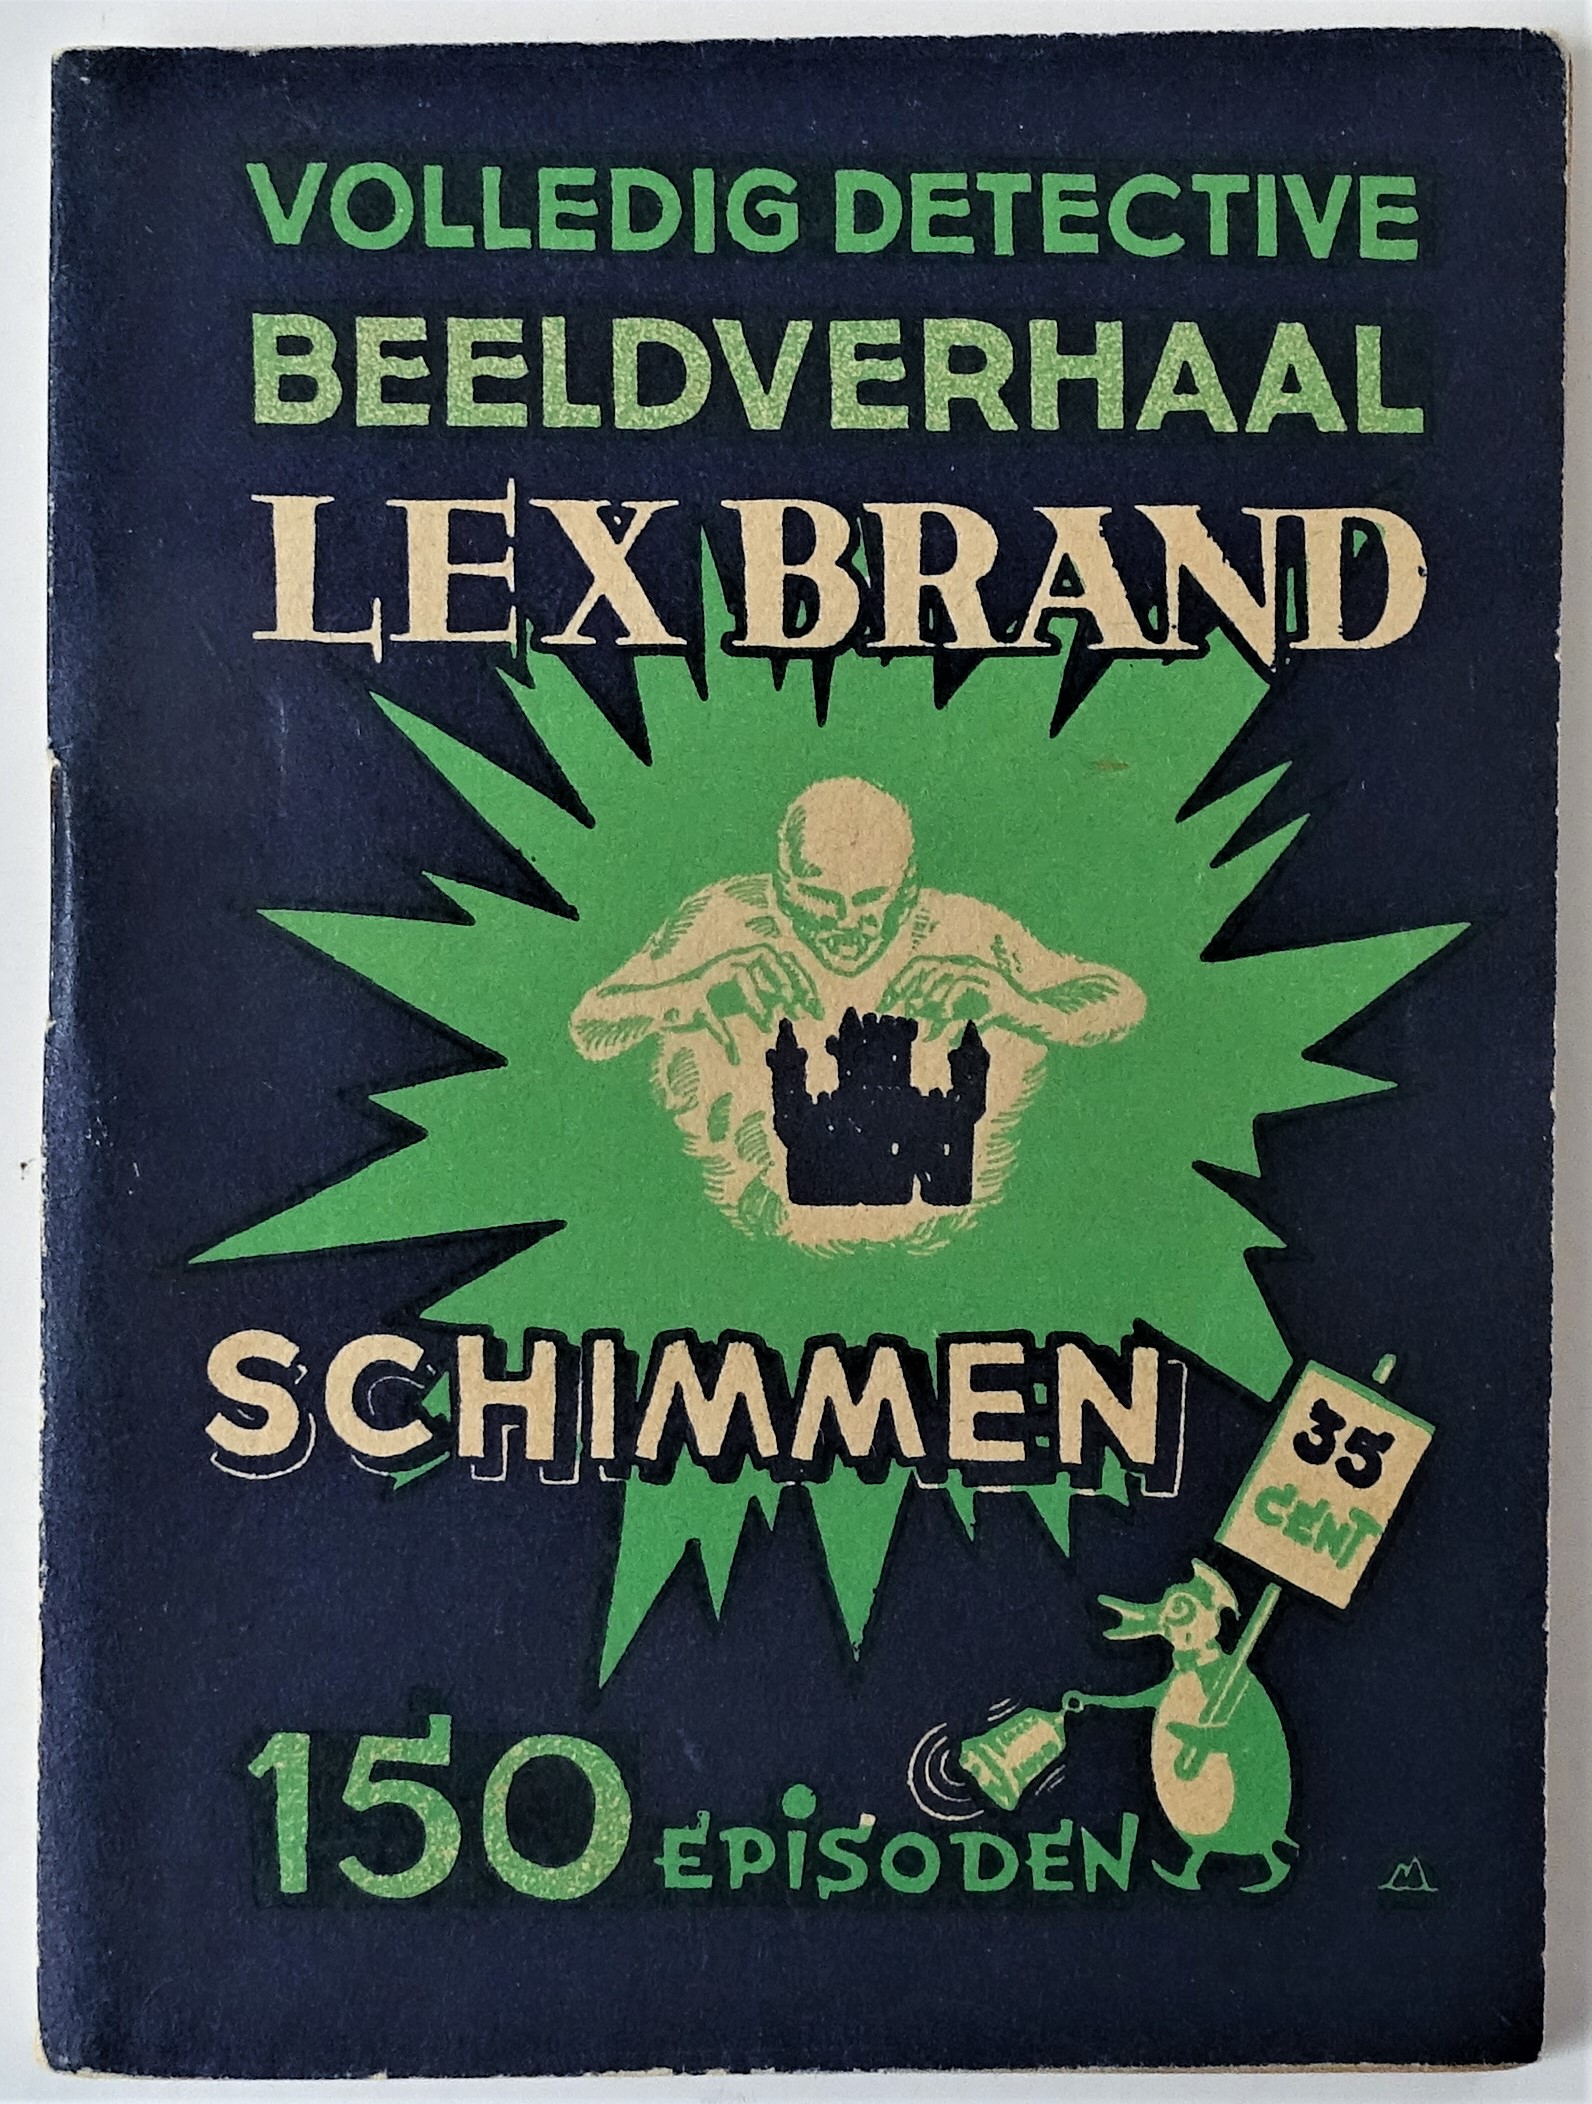 VOLLEDIG DETECTIVE
BEELDVERHAAL
LEX BRAND
SCHIMMEN
35
CENT
150 EPISODEN
M